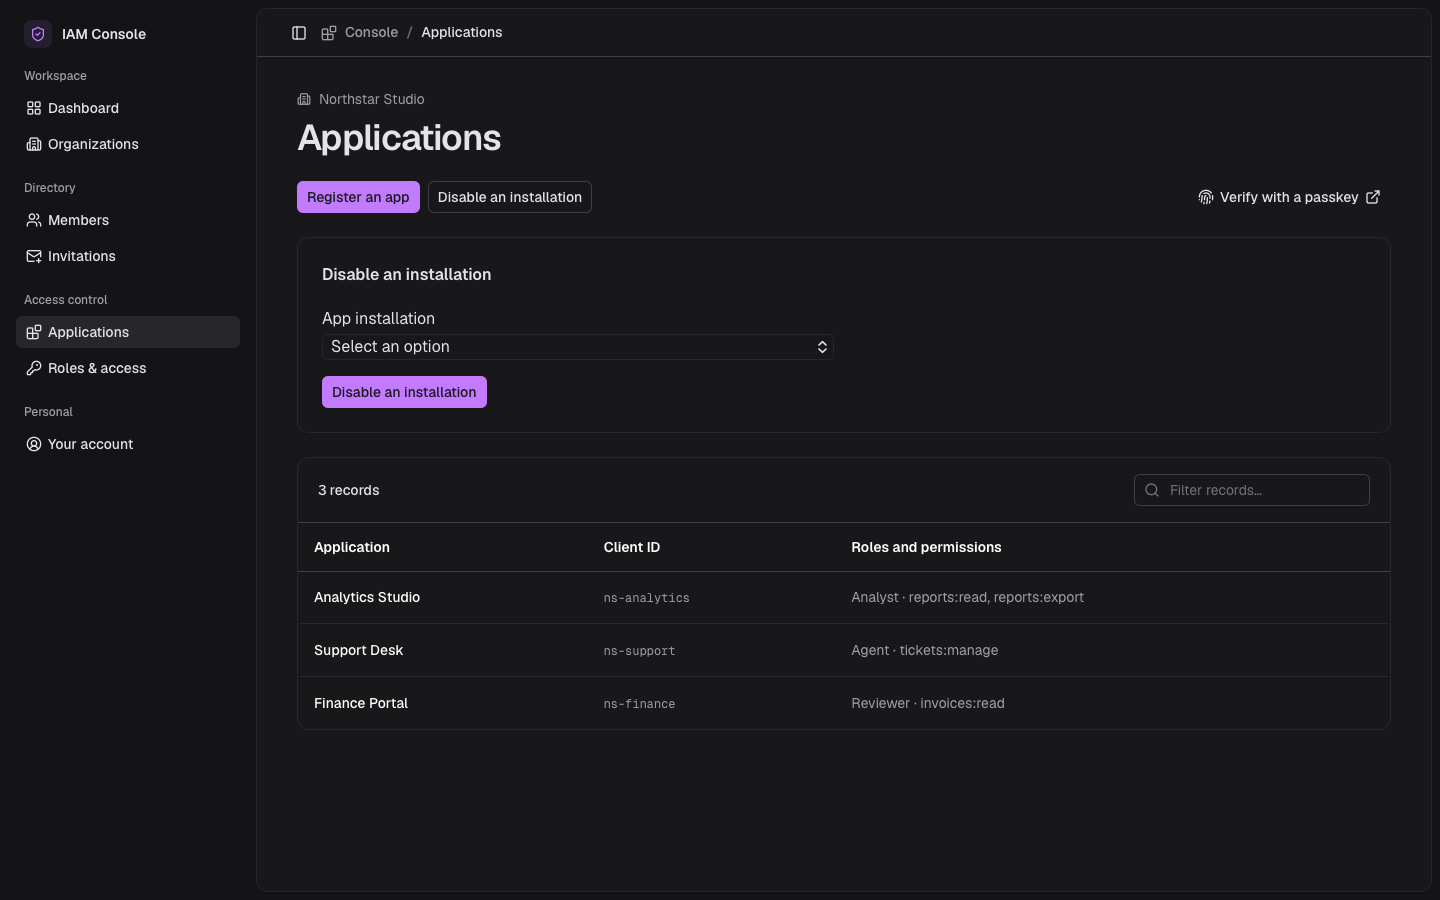 IAM Console
Workspace
Dashboard
Organizations
Directory
Members
Invitations
Access control
Applications
Roles & access
Personal
Your account
Console / Applications
Northstar Studio
Applications
Register an app
Disable an installation
Verify with a passkey
Disable an installation
App installation
Select an option
Disable an installation
3 records
Filter records...
Application Client ID Roles and permissions
Analytics Studio ns-analytics Analyst · reports:read, reports:export
Support Desk ns-support Agent · tickets:manage
Finance Portal ns-finance Reviewer · invoices:read